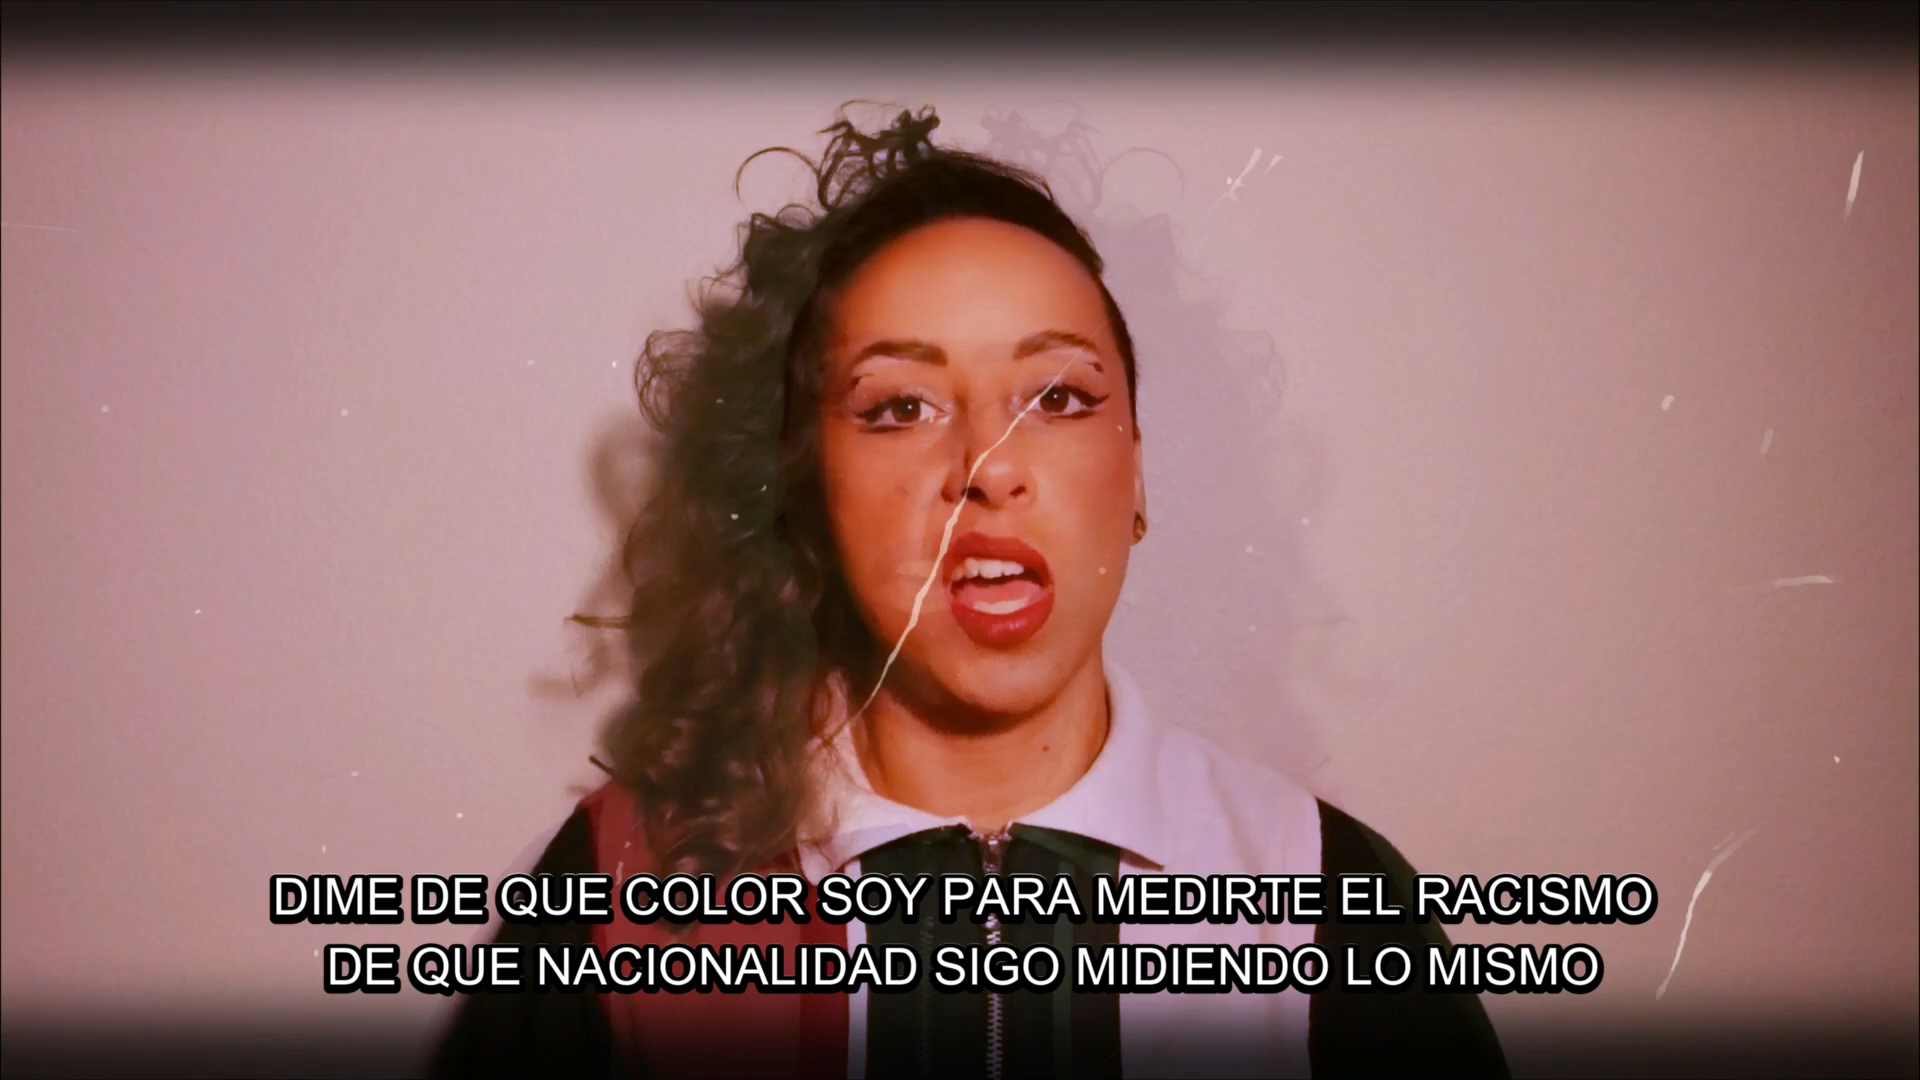 DIME DE QUE COLOR SOY PARA MEDIRTE EL RACISMO
DE QUE NACIONALIDAD SIGO MIDIENDO LO MISMO